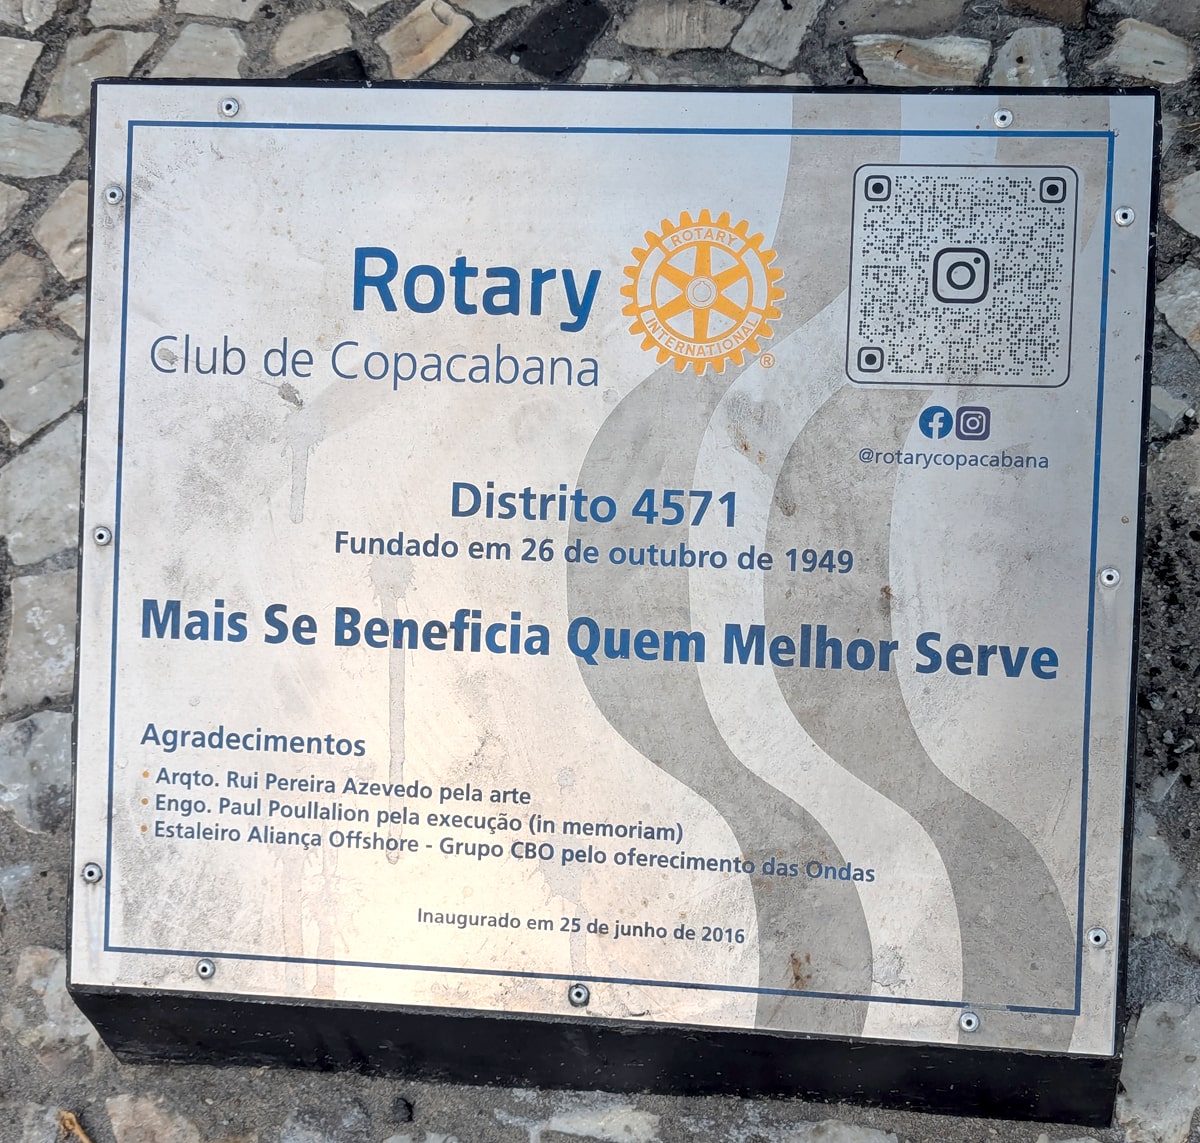 Rotary
Club de Copacabana
ROTARY
INTERNATIONAL
®
@rotarycopacabana
Distrito 4571
Fundado em 26 de outubro de 1949
Mais Se Beneficia Quem Melhor Serve
Agradecimentos
• Arqto. Rui Pereira Azevedo pela arte
• Engo. Paul Poullalion pela execução (in memoriam)
• Estaleiro Aliança Offshore - Grupo CBO pelo oferecimento das Ondas
Inaugurado em 25 de junho de 2016